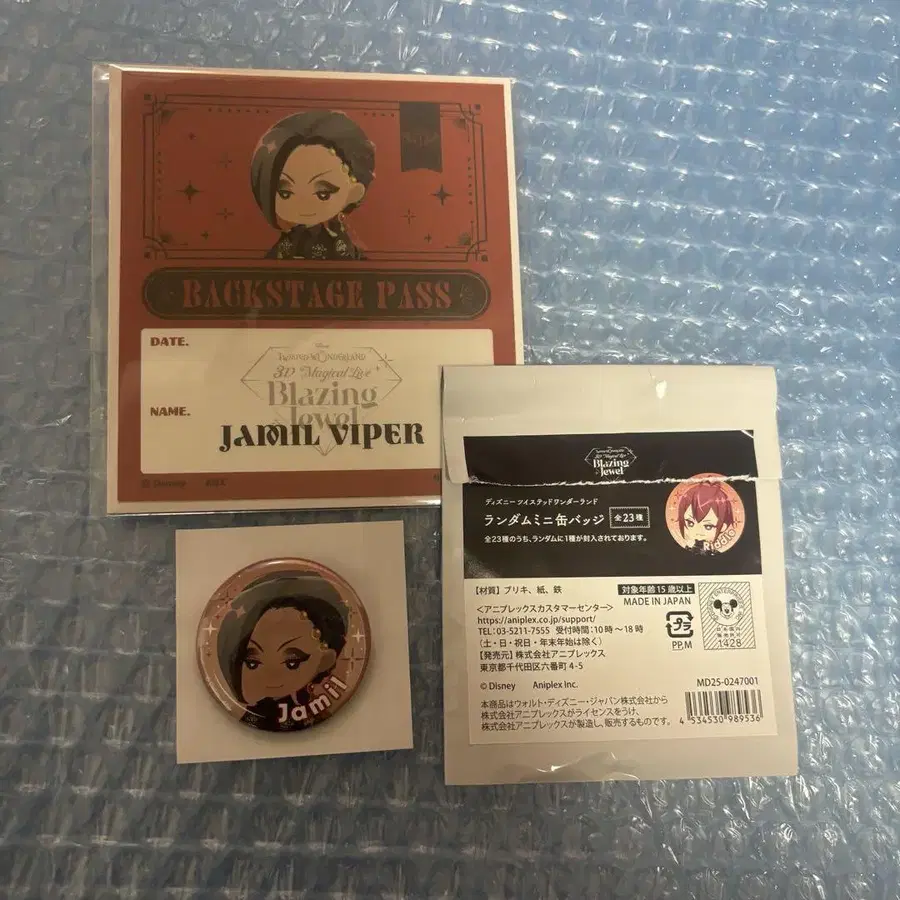 BACKSTAGE PASS
DATE.
TWISTED WONDERLAND
3D "Magical Live"
Blazing
Jewel
NAME.
JAMIL VIPER
© Disney
Jamil
3D "Magical Live"
Blazing
Jewel
ディズニー ツイステッドワンダーランド
ランダムミニ缶バッジ 全23種
全23種のうち、ランダムに1種が封入されております。
Riddle
【材質】ブリキ、紙、鉄
対象年齢15歳以上
MADE IN JAPAN
<アニプレックスカスタマーセンター>
https://aniplex.co.jp/support/
TEL:03-5211-7555 受付時間:10時〜18時
(土・日・祝日・年末年始は除く)
【発売元】株式会社アニプレックス
東京都千代田区六番町4-5
プラ
PP,M
1428
© Disney Aniplex Inc.
MD25-0247001
本商品はウォルト・ディズニー・ジャパン株式会社から
株式会社アニプレックスがライセンスをうけ、
株式会社アニプレックスが製造し、販売するものです。
4 534530 989536